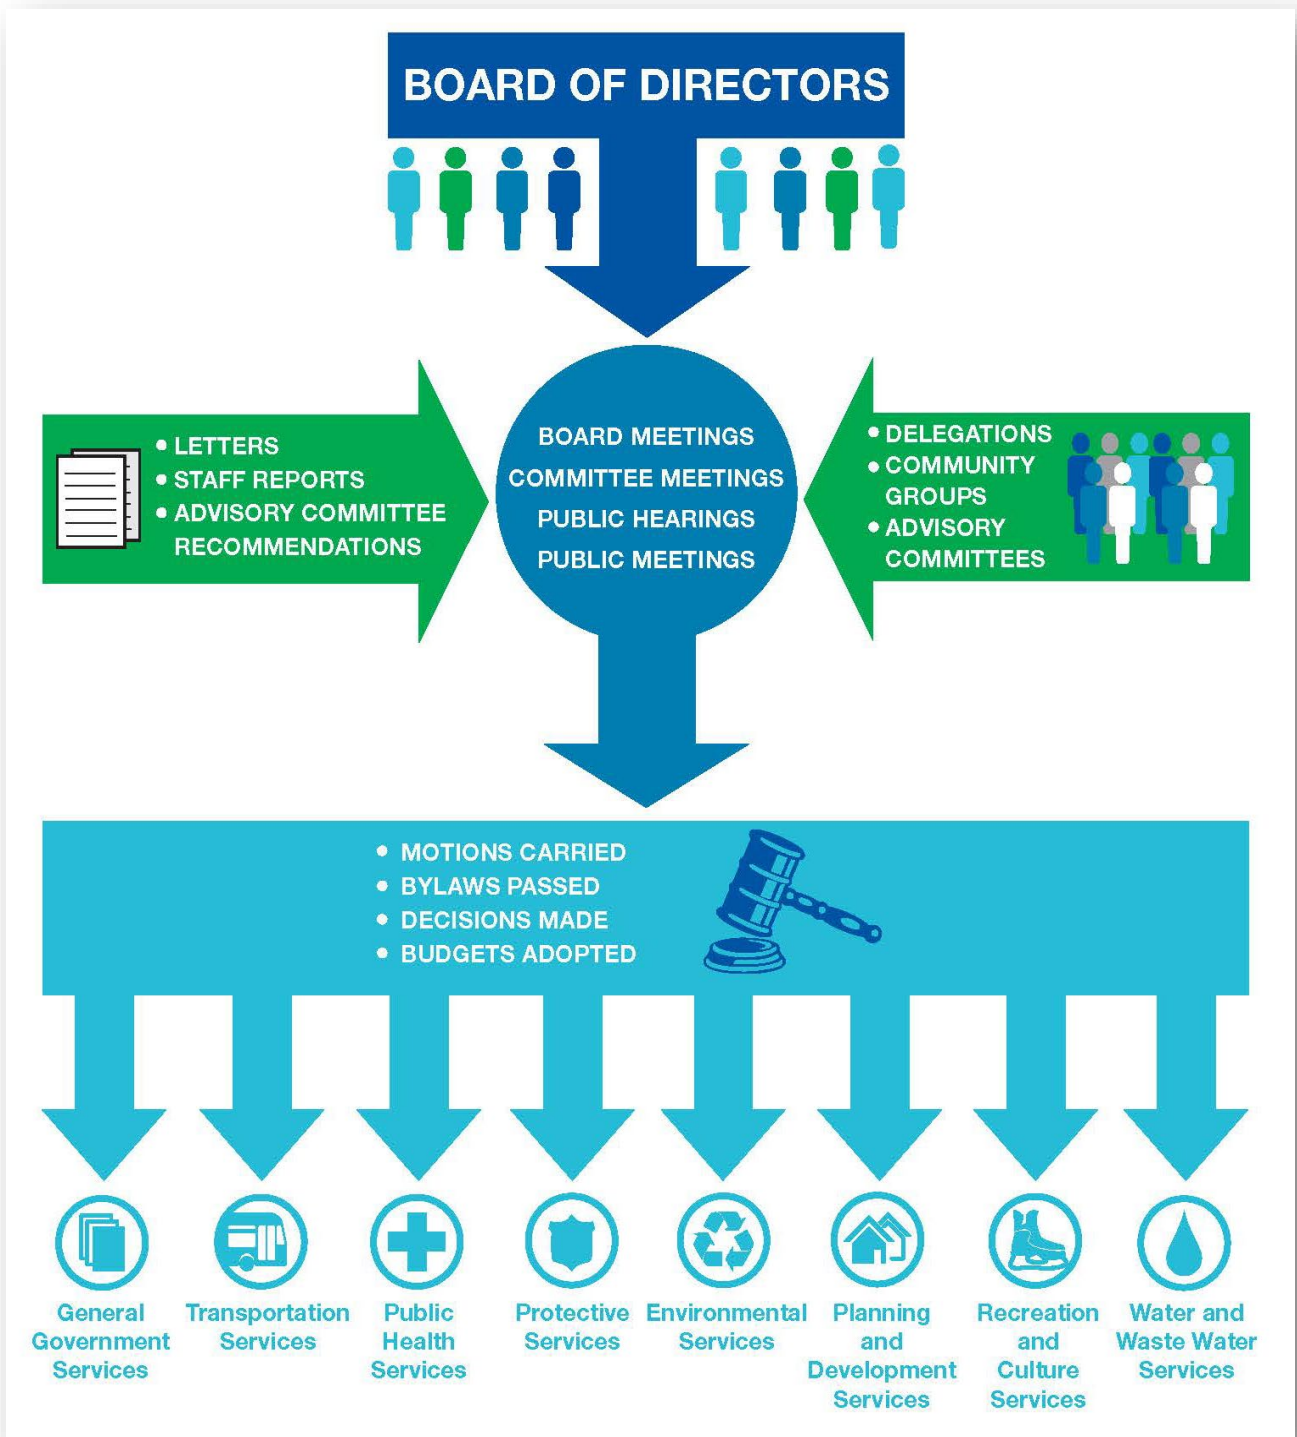 BOARD OF DIRECTORS
• LETTERS
• STAFF REPORTS
• ADVISORY COMMITTEE
RECOMMENDATIONS
BOARD MEETINGS
COMMITTEE MEETINGS
PUBLIC HEARINGS
PUBLIC MEETINGS
• DELEGATIONS
• COMMUNITY
GROUPS
• ADVISORY
COMMITTEES
• MOTIONS CARRIED
• BYLAWS PASSED
• DECISIONS MADE
• BUDGETS ADOPTED
General
Government
Services
Transportation
Services
Public
Health
Services
Protective
Services
Environmental
Services
Planning
and
Development
Services
Recreation
and
Culture
Services
Water and
Waste Water
Services